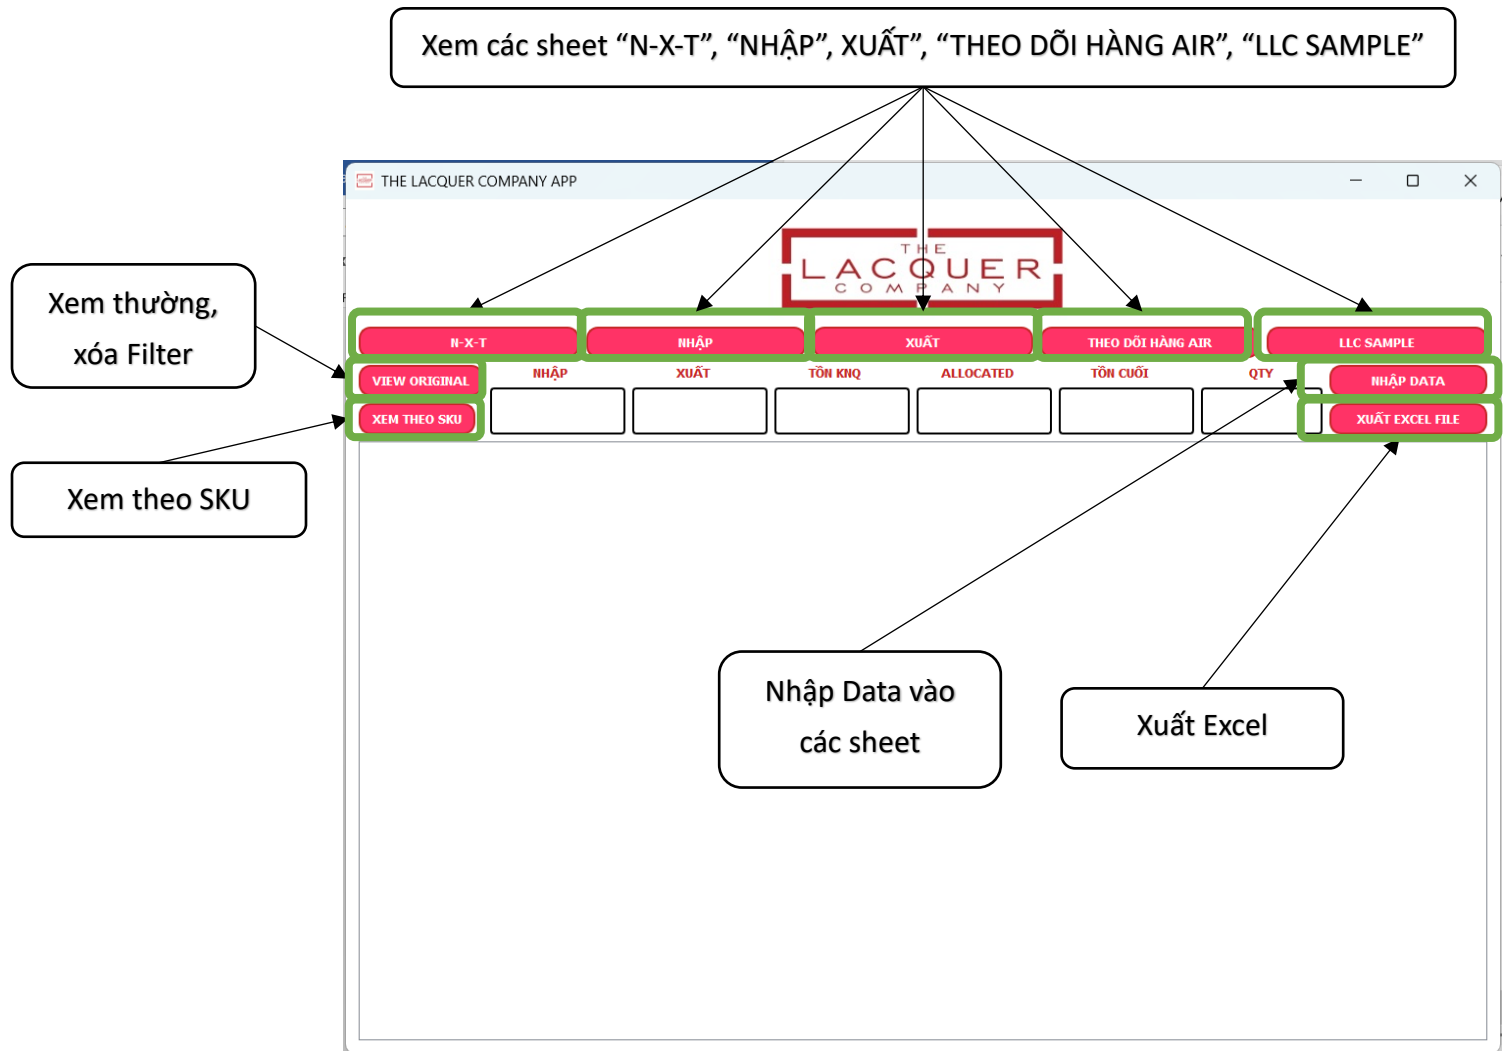 Xem các sheet “N-X-T”, “NHẬP”, XUẤT”, “THEO DÕI HÀNG AIR”, “LLC SAMPLE”
THE LACQUER COMPANY APP
THE
LACQUER
COMPANY
Xem thường,
xóa Filter
N-X-T
NHẬP
XUẤT
THEO DÕI HÀNG AIR
LLC SAMPLE
VIEW ORIGINAL
NHẬP
XUẤT
TỒN KNQ
ALLOCATED
TỒN CUỐI
QTY
NHẬP DATA
XEM THEO SKU
XUẤT EXCEL FILE
Xem theo SKU
Nhập Data vào
các sheet
Xuất Excel